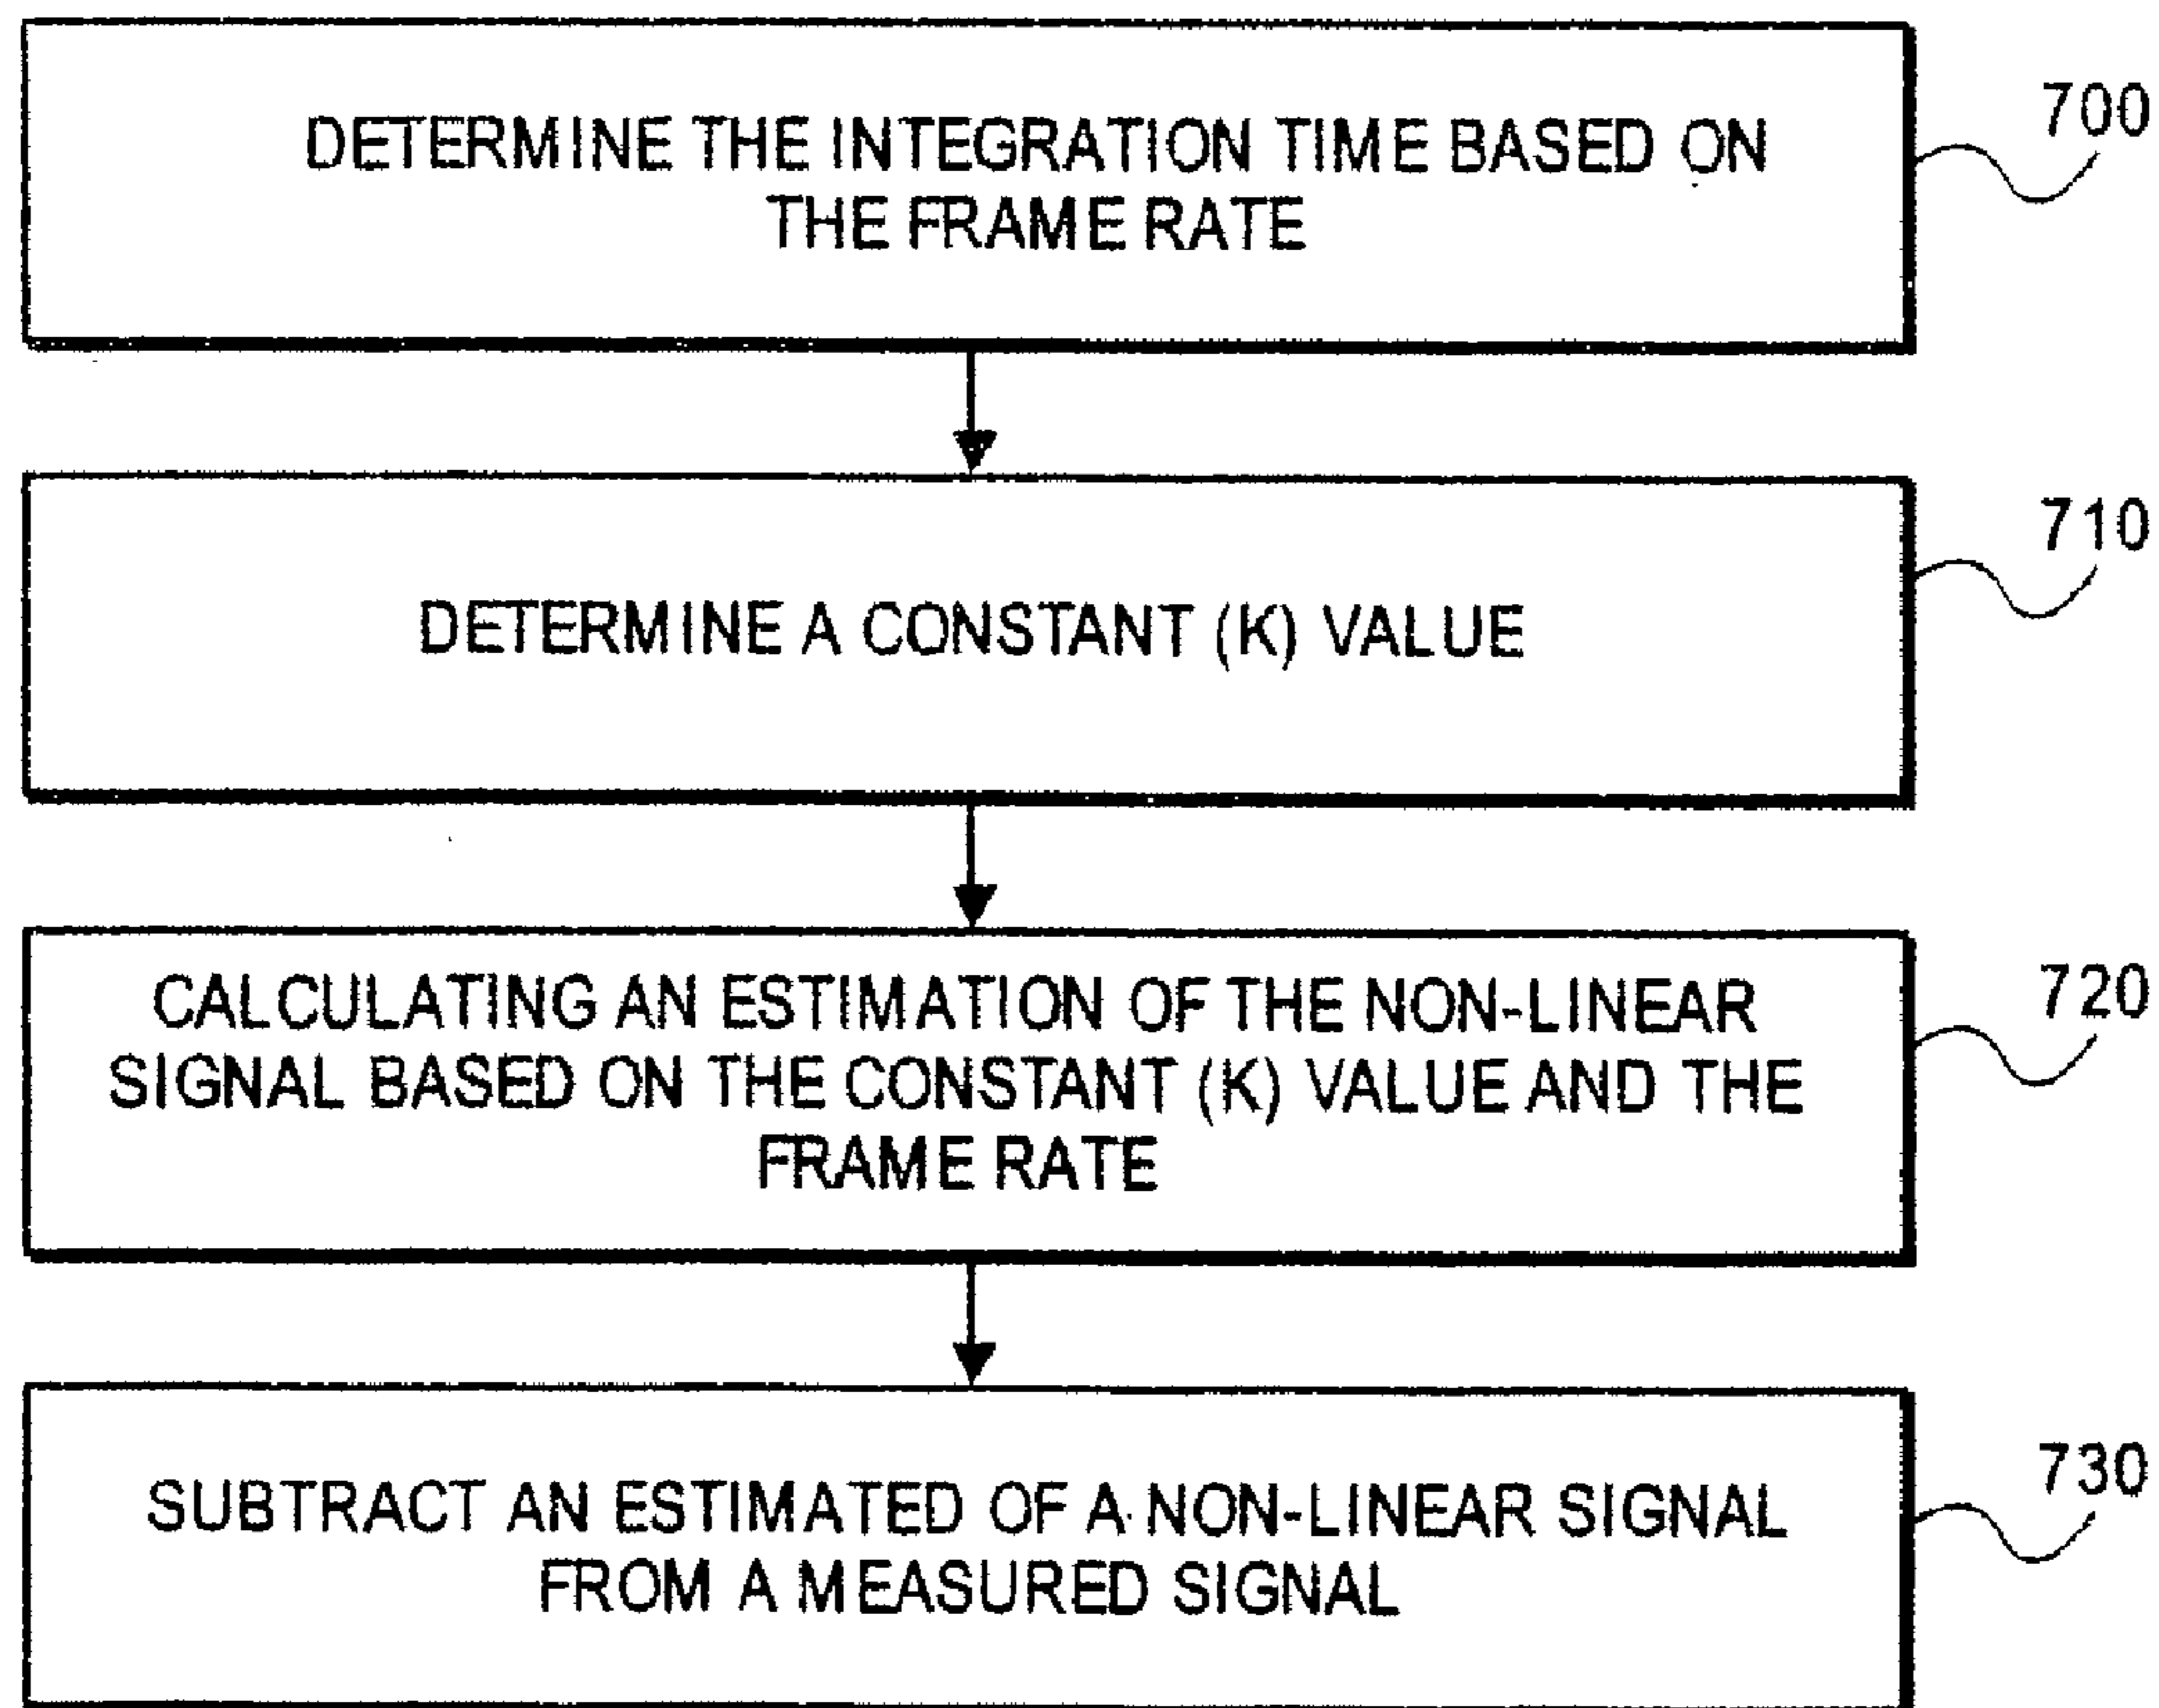 DETERMINE THE INTEGRATION TIME BASED ON
THE FRAME RATE
700
DETERMINE A CONSTANT (K) VALUE
710
CALCULATING AN ESTIMATION OF THE NON-LINEAR
SIGNAL BASED ON THE CONSTANT (K) VALUE AND THE
FRAME RATE
720
SUBTRACT AN ESTIMATED OF A NON-LINEAR SIGNAL
FROM A MEASURED SIGNAL
730